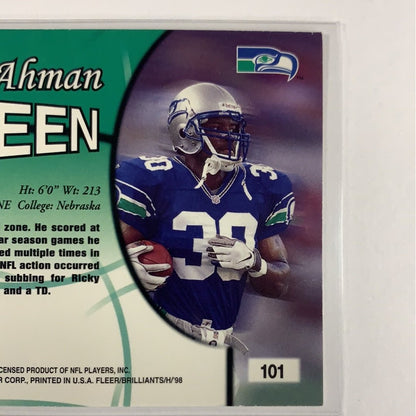 Ahman
EEN
Ht: 6'0" Wt: 213
NE College: Nebraska
zone. He scored at
ar season games he
ed multiple times in
NFL action occurred
subbing for Ricky
and a TD.
30
30
CENSED PRODUCT OF NFL PLAYERS, INC.
R CORP., PRINTED IN U.S.A. FLEER/BRILLIANTS/H/'98
101